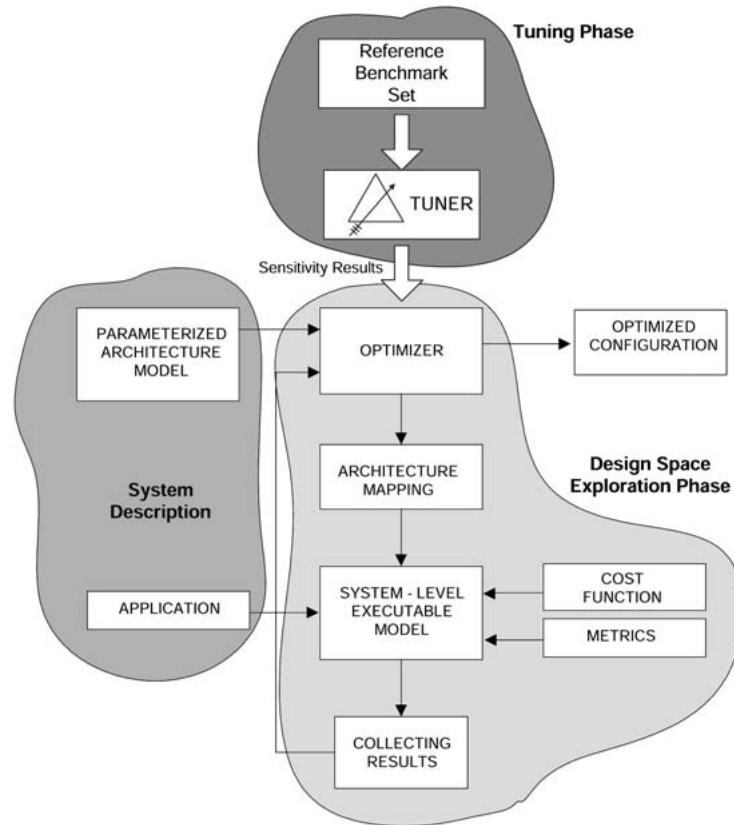 Tuning Phase
Reference
Benchmark
Set
TUNER
Sensitivity Results
PARAMETERIZED
ARCHITECTURE
MODEL
OPTIMIZER
OPTIMIZED
CONFIGURATION
ARCHITECTURE
MAPPING
Design Space
Exploration Phase
System
Description
APPLICATION
SYSTEM - LEVEL
EXECUTABLE
MODEL
COST
FUNCTION
METRICS
COLLECTING
RESULTS